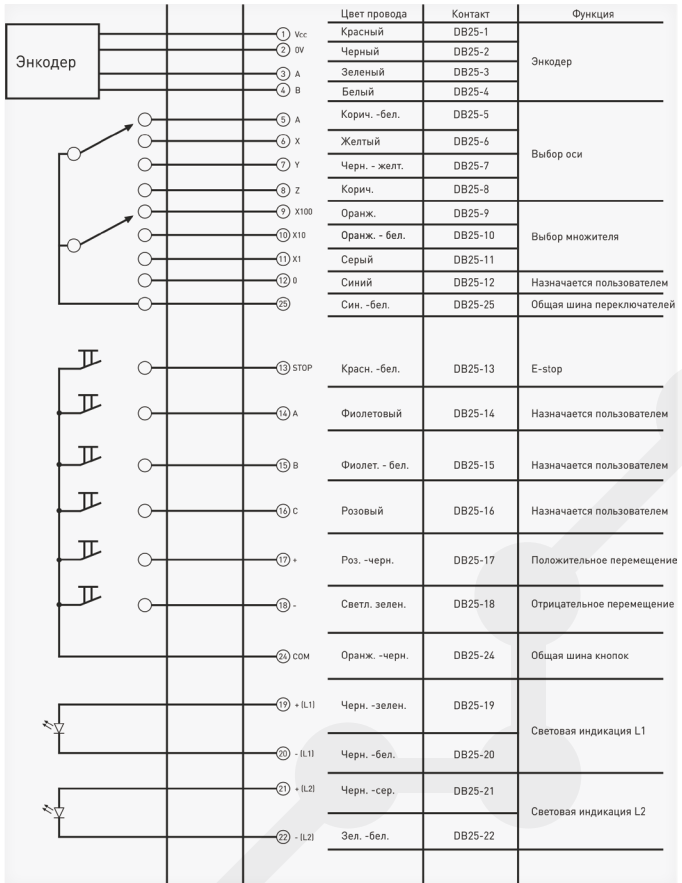 Цвет провода Контакт Функция
Энкодер
1 Vcc Красный DB25-1
2 0V Черный DB25-2
Энкодер
3 A Зеленый DB25-3
4 B Белый DB25-4
5 A Корич. -бел. DB25-5
6 X Желтый DB25-6
Выбор оси
7 Y Черн. - желт. DB25-7
8 Z Корич. DB25-8
9 X100 Оранж. DB25-9
10 X10 Оранж. - бел. DB25-10
Выбор множителя
11 X1 Серый DB25-11
12 0 Синий DB25-12 Назначается пользователем
25 Син. -бел. DB25-25 Общая шина переключателей
13 STOP Красн. -бел. DB25-13 E-stop
14 A Фиолетовый DB25-14 Назначается пользователем
15 B Фиолет. - бел. DB25-15 Назначается пользователем
16 C Розовый DB25-16 Назначается пользователем
17 + Роз. -черн. DB25-17 Положительное перемещение
18 - Светл. зелен. DB25-18 Отрицательное перемещение
24 COM Оранж. -черн. DB25-24 Общая шина кнопок
19 + (L1) Черн. -зелен. DB25-19
Световая индикация L1
20 - (L1) Черн. -бел. DB25-20
21 + (L2) Черн. -сер. DB25-21
Световая индикация L2
22 - (L2) Зел. -бел. DB25-22